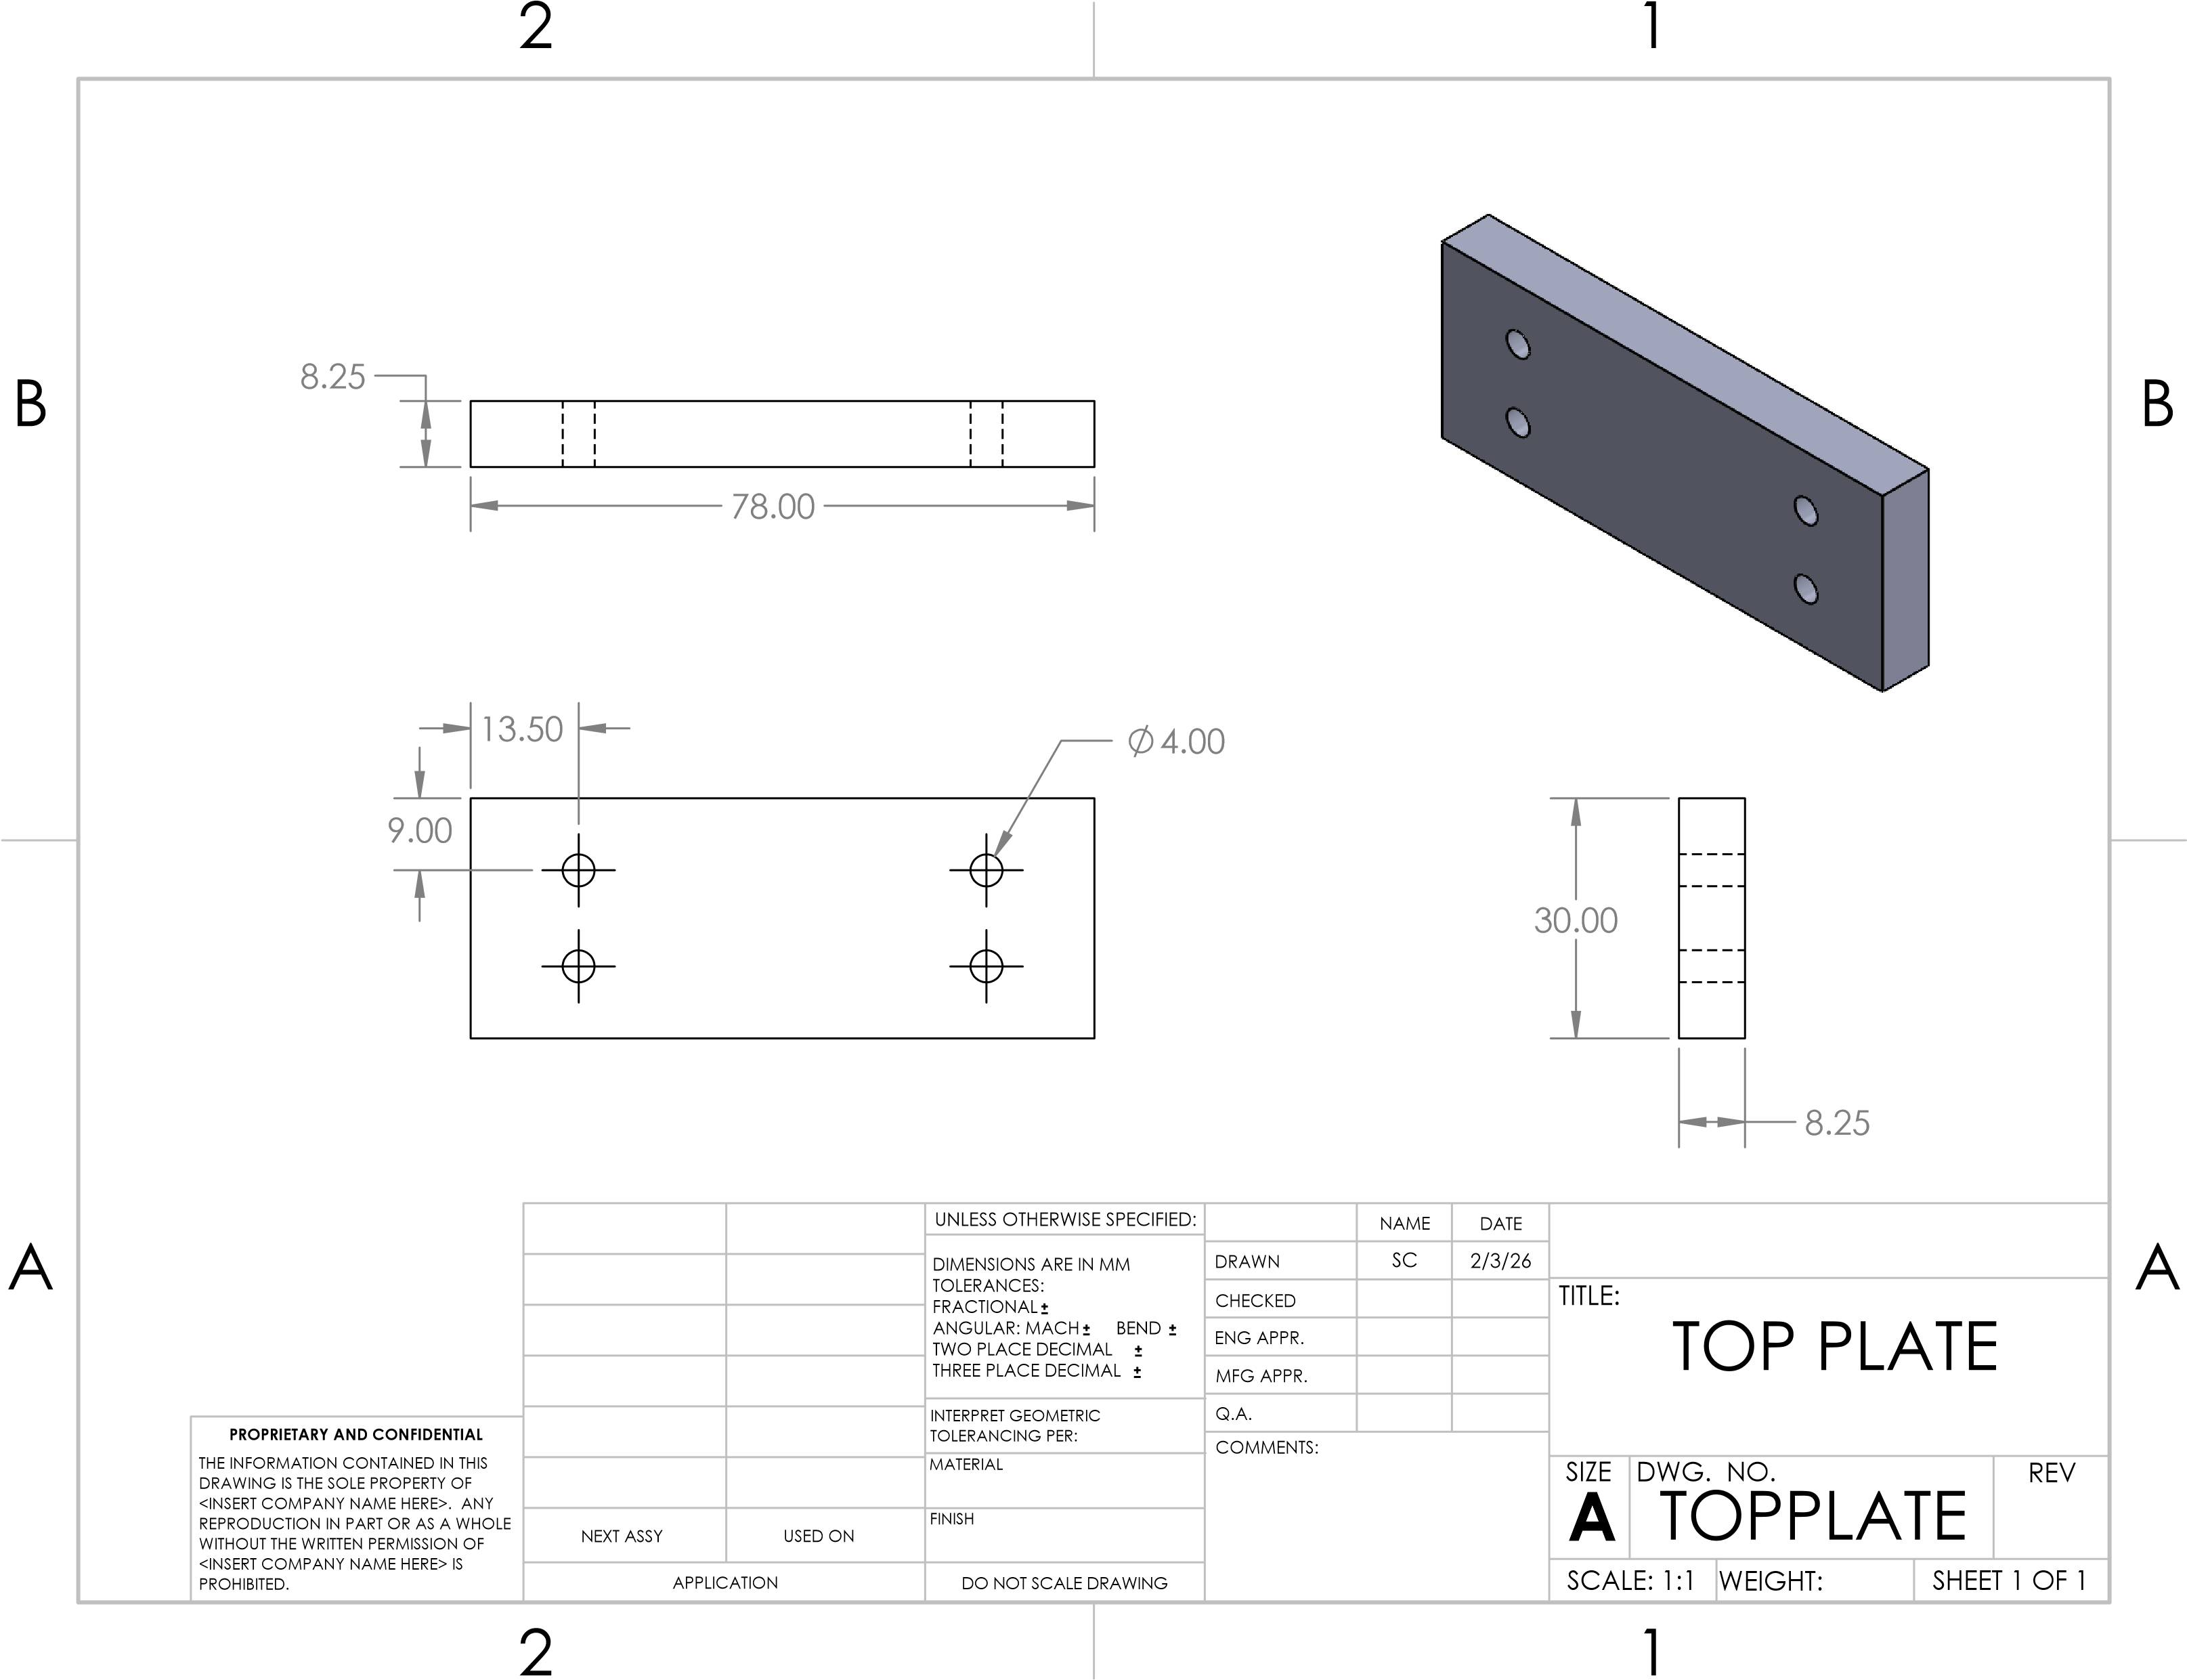 2
1
B
B
8.25
78.00
13.50
⌀4.00
9.00
30.00
8.25
A
A
UNLESS OTHERWISE SPECIFIED:
DIMENSIONS ARE IN MM
TOLERANCES:
FRACTIONAL ±
ANGULAR: MACH ± BEND ±
TWO PLACE DECIMAL ±
THREE PLACE DECIMAL ±
INTERPRET GEOMETRIC
TOLERANCING PER:
MATERIAL
FINISH
DO NOT SCALE DRAWING
NAME DATE
DRAWN SC 2/3/26
CHECKED
ENG APPR.
MFG APPR.
Q.A.
COMMENTS:
TITLE:
TOP PLATE
SIZE DWG. NO. REV
A TOPPLATE
SCALE: 1:1 WEIGHT: SHEET 1 OF 1
PROPRIETARY AND CONFIDENTIAL
THE INFORMATION CONTAINED IN THIS
DRAWING IS THE SOLE PROPERTY OF
<INSERT COMPANY NAME HERE>. ANY
REPRODUCTION IN PART OR AS A WHOLE
WITHOUT THE WRITTEN PERMISSION OF
<INSERT COMPANY NAME HERE> IS
PROHIBITED.
NEXT ASSY USED ON
APPLICATION
2
1